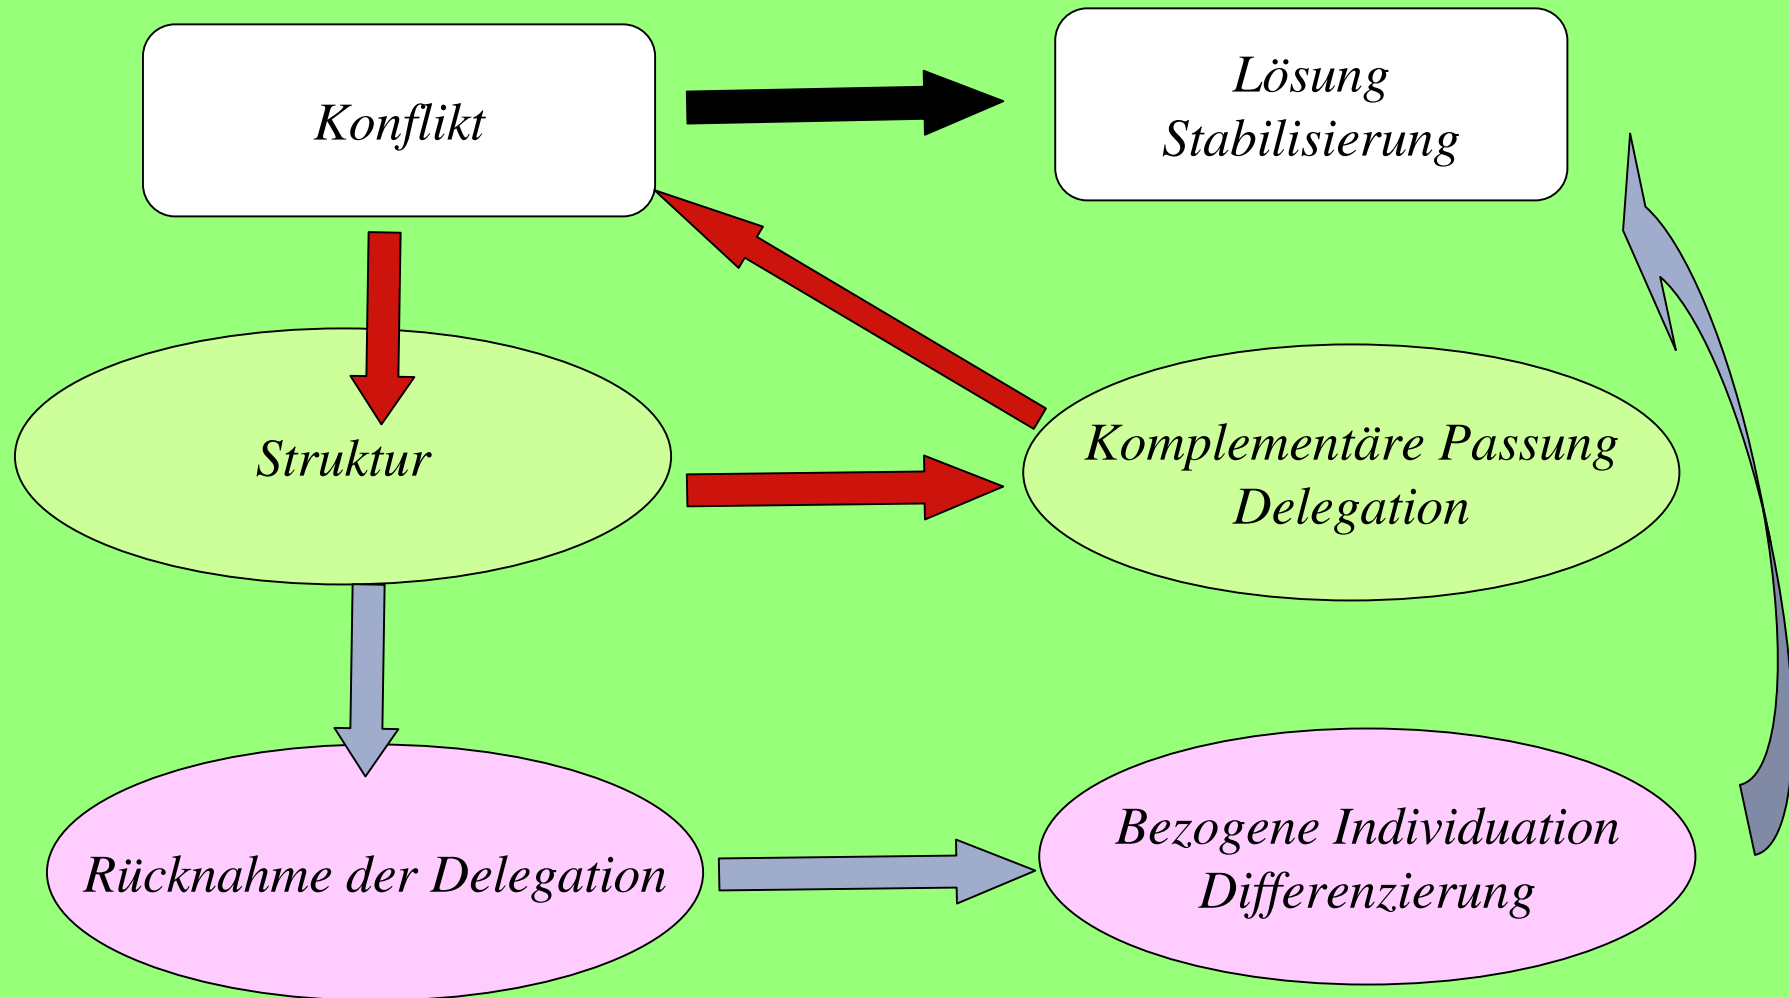 Konflikt
Lösung
Stabilisierung
Struktur
Komplementäre Passung
Delegation
Rücknahme der Delegation
Bezogene Individuation
Differenzierung